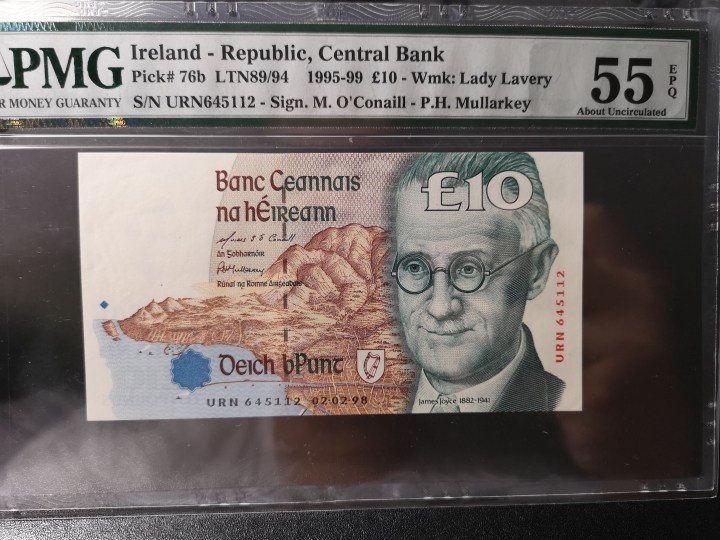 PMG
R MONEY GUARANTY
Ireland - Republic, Central Bank
Pick# 76b LTN89/94 1995-99 £10 - Wmk: Lady Lavery
S/N URN645112 - Sign. M. O'Conaill - P.H. Mullarkey
55
EPQ
About Uncirculated
Banc Ceannais
na hÉireann
£10
An Gobharnóir
Rúnaí na Roinne Airgeadais
Deich bPunt
URN 645112 02·02·98
James Joyce 1882-1941
URN 645112